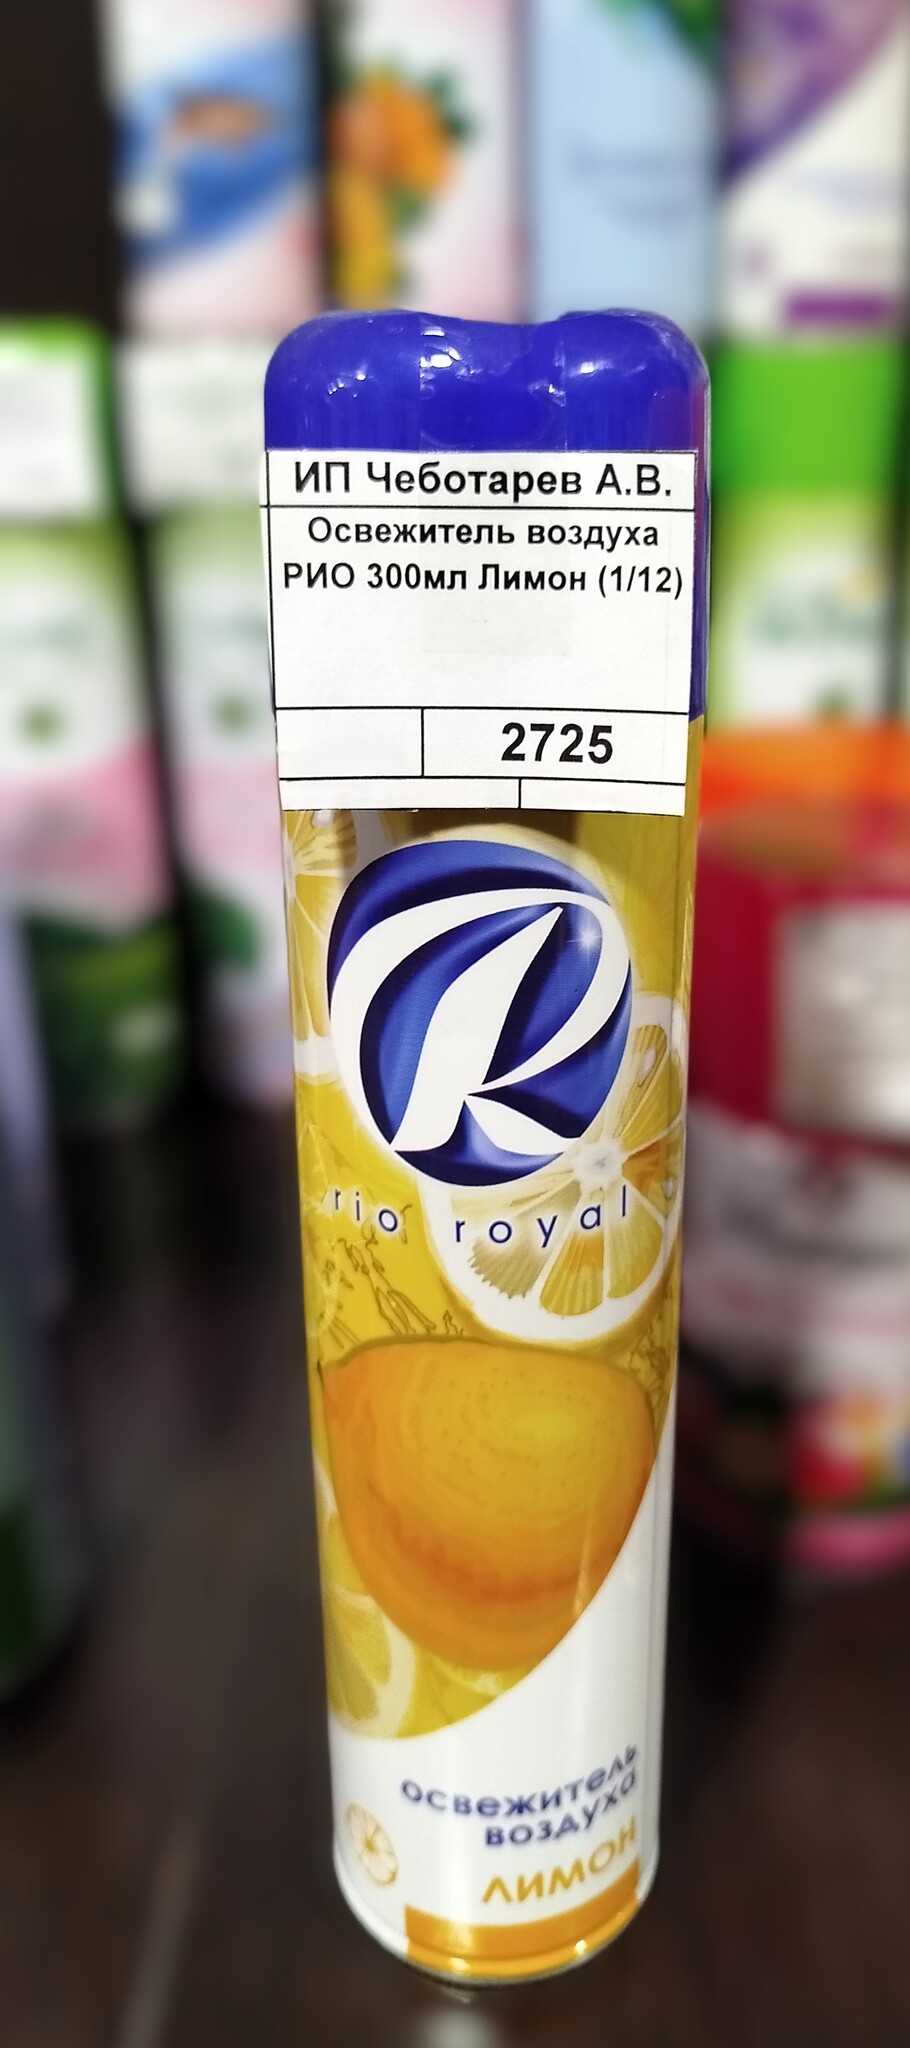 ИП Чеботарев А.В.
Освежитель воздуха
РИО 300мл Лимон (1/12)
2725
R
rio royal
освежитель
воздуха
лимон